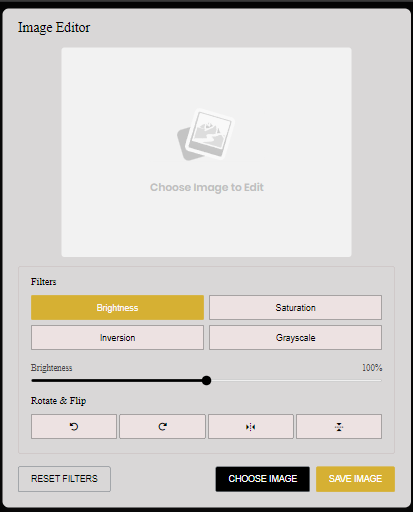 Image Editor
Choose Image to Edit
Filters
Brightness Saturation
Inversion Grayscale
Brighteness 100%
Rotate & Flip
RESET FILTERS CHOOSE IMAGE SAVE IMAGE